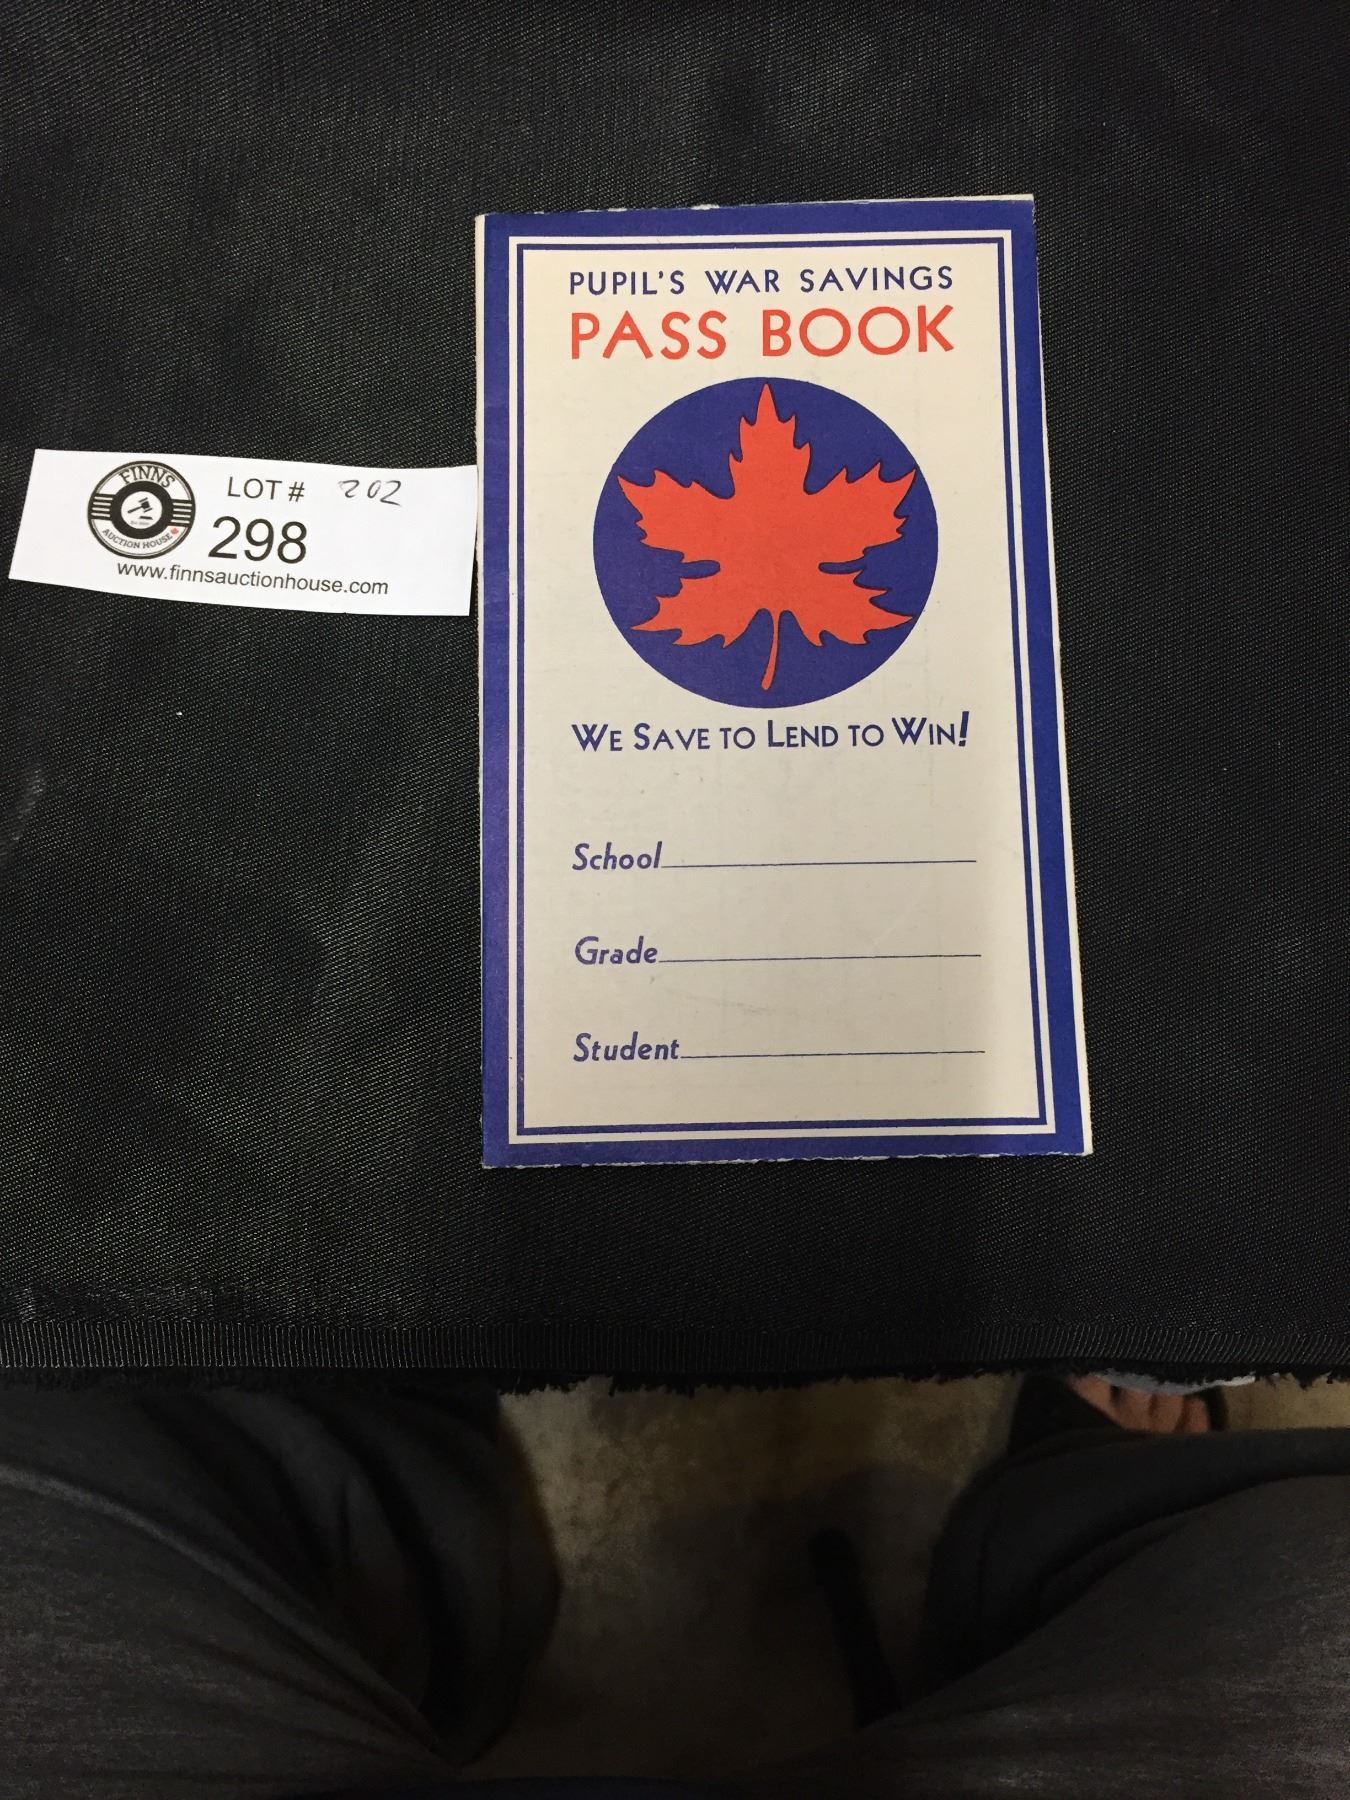 FINNS
AUCTION HOUSE
LOT # 202
298
www.finnsauctionhouse.com
PUPIL'S WAR SAVINGS
PASS BOOK
WE SAVE TO LEND TO WIN!
School
Grade
Student